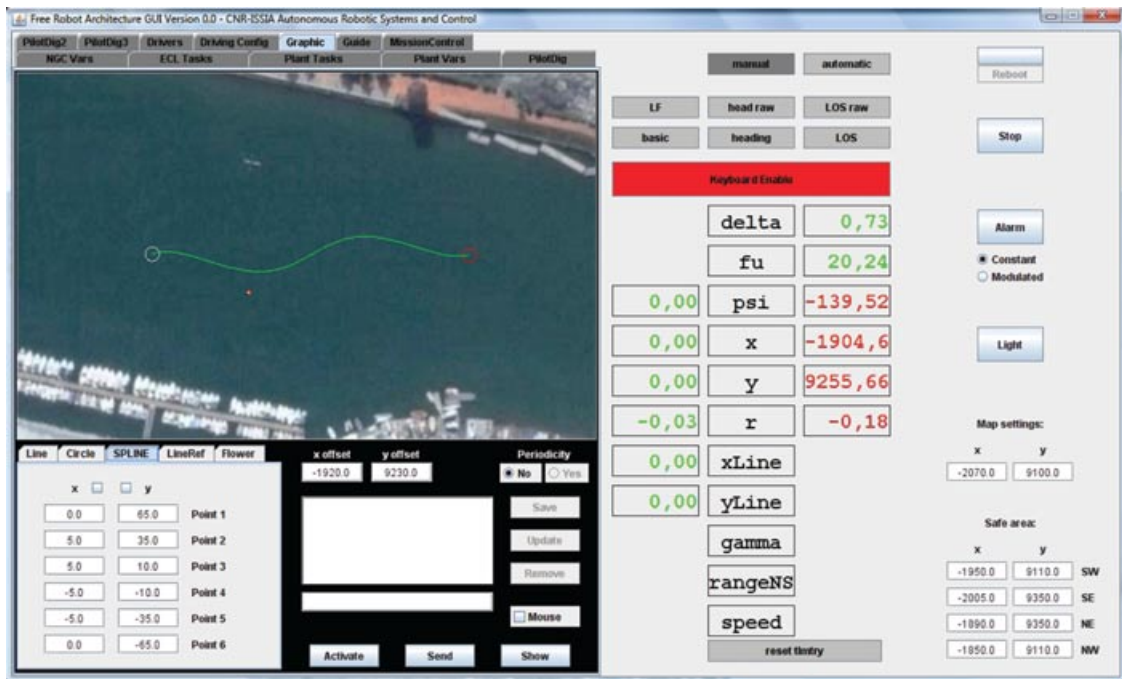 Free Robot Architecture GUI Version 0.0 - CNR-ISSIA Autonomous Robotic Systems and Control
PilotDig2 PilotDig3 Drivers Driving Config Graphic Guide MissionControl
NGC Vars ECL Tasks Plant Tasks Plant Vars PilotDig
manual automatic
Reboot
LF head raw LOS raw
basic heading LOS
Stop
Keyboard Enable
delta 0,73
fu 20,24
0,00 psi -139,52
0,00 x -1904,6
0,00 y 9255,66
-0,03 r -0,18
0,00 xLine
0,00 yLine
gamma
rangeNS
speed
reset tlmtry
Alarm
Constant
Modulated
Light
Map settings:
x y
-2070.0 9100.0
Safe area:
x y
-1950.0 9110.0 SW
-2005.0 9350.0 SE
-1890.0 9350.0 NE
-1850.0 9110.0 NW
Line Circle SPLINE LineRef Flower
x y
0.0 65.0 Point 1
5.0 35.0 Point 2
5.0 10.0 Point 3
-5.0 -10.0 Point 4
-5.0 -35.0 Point 5
0.0 -65.0 Point 6
x offset y offset
-1920.0 9230.0
Periodicity
No Yes
Save
Update
Remove
Mouse
Activate Send Show